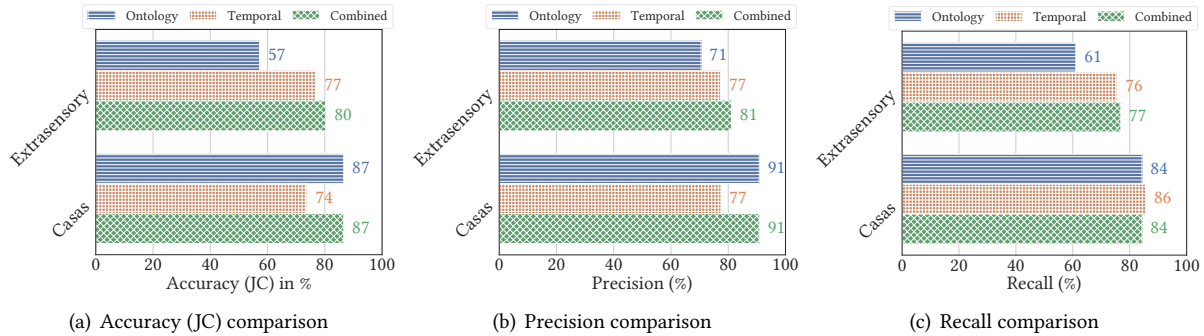 Ontology Temporal Combined
Extrasensory
57
77
80
Casas
87
74
87
0 20 40 60 80 100
Accuracy (JC) in %
(a) Accuracy (JC) comparison
Ontology Temporal Combined
Extrasensory
71
77
81
Casas
91
77
91
0 20 40 60 80 100
Precision (%)
(b) Precision comparison
Ontology Temporal Combined
Extrasensory
61
76
77
Casas
84
86
84
0 20 40 60 80 100
Recall (%)
(c) Recall comparison